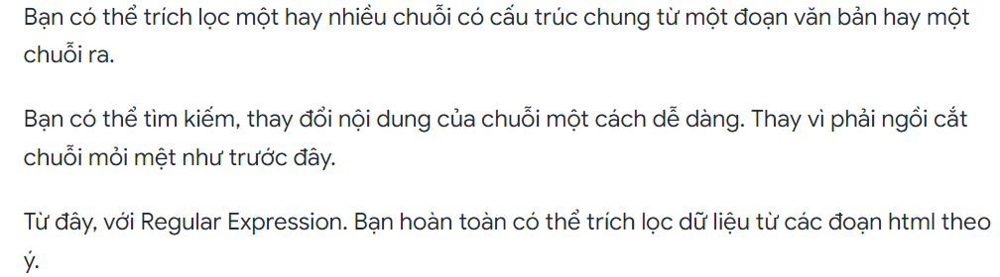 Bạn có thể trích lọc một hay nhiều chuỗi có cấu trúc chung từ một đoạn văn bản hay một
chuỗi ra.
Bạn có thể tìm kiếm, thay đổi nội dung của chuỗi một cách dễ dàng. Thay vì phải ngồi cắt
chuỗi mỏi mệt như trước đây.
Từ đây, với Regular Expression. Bạn hoàn toàn có thể trích lọc dữ liệu từ các đoạn html theo
ý.